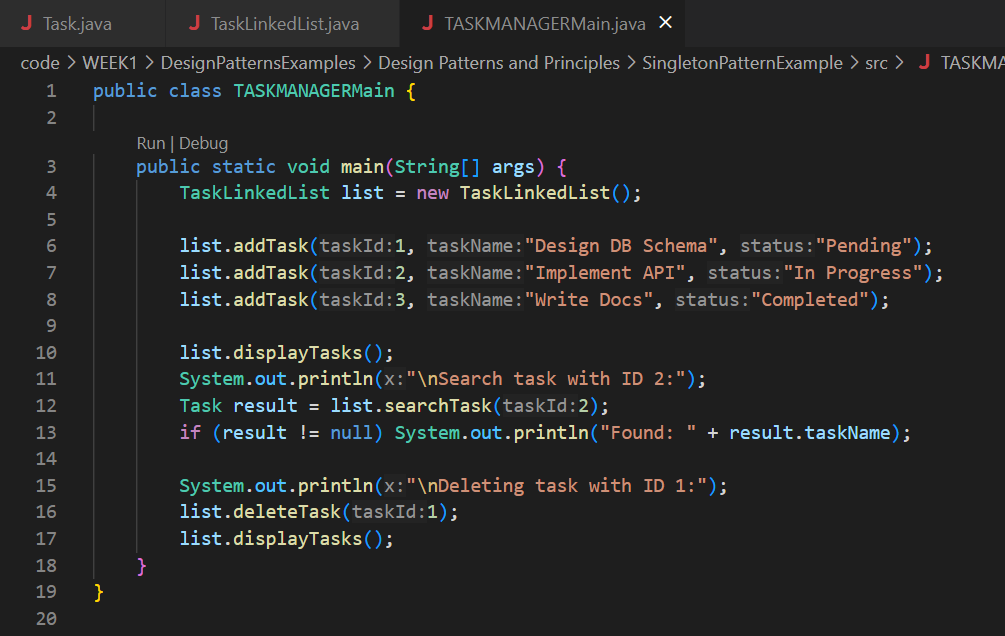 J Task.java J TaskLinkedList.java J TASKMANAGERMain.java ×
code > WEEK1 > DesignPatternsExamples > Design Patterns and Principles > SingletonPatternExample > src > J TASKMA
1 public class TASKMANAGERMain {
2
Run | Debug
3 public static void main(String[] args) {
4 TaskLinkedList list = new TaskLinkedList();
5
6 list.addTask(taskId:1, taskName:"Design DB Schema", status:"Pending");
7 list.addTask(taskId:2, taskName:"Implement API", status:"In Progress");
8 list.addTask(taskId:3, taskName:"Write Docs", status:"Completed");
9
10 list.displayTasks();
11 System.out.println(x:"\nSearch task with ID 2:");
12 Task result = list.searchTask(taskId:2);
13 if (result != null) System.out.println("Found: " + result.taskName);
14
15 System.out.println(x:"\nDeleting task with ID 1:");
16 list.deleteTask(taskId:1);
17 list.displayTasks();
18 }
19 }
20